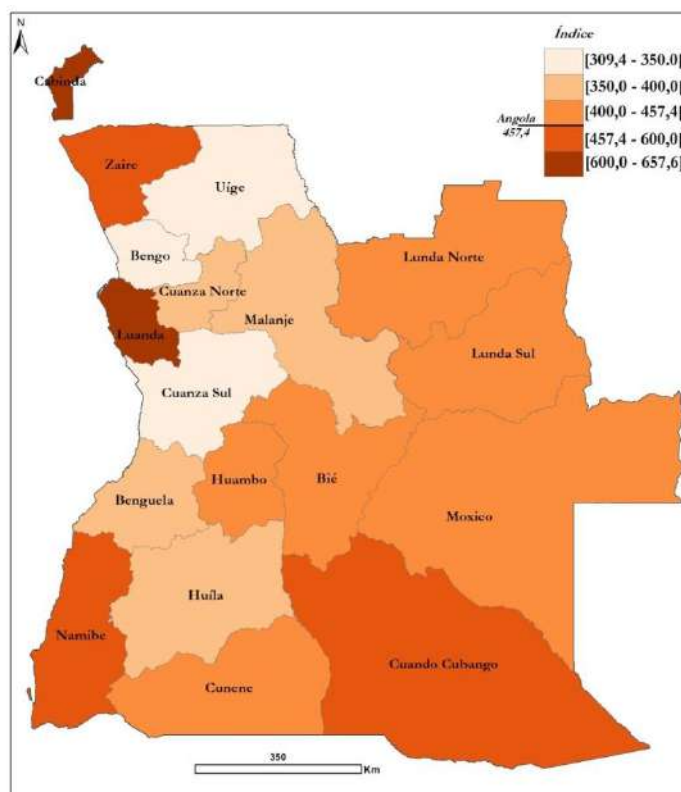 N
Índice
[309,4 - 350.0[
[350,0 - 400,0[
[400,0 - 457,4[
Angola
457,4
[457,4 - 600,0[
[600,0 - 657,6]
Cabinda
Zaire
Uíge
Bengo
Lunda Norte
Cuanza Norte
Malanje
Luanda
Lunda Sul
Cuanza Sul
Huambo
Bié
Benguela
Moxico
Huíla
Namibe
Cuando Cubango
Cunene
350
Km